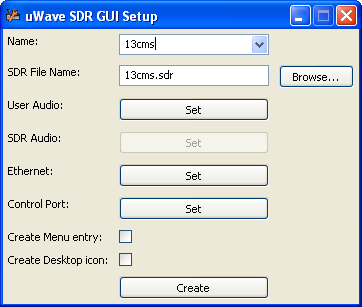 uWave SDR GUI Setup
Name: 13cms
SDR File Name: 13cms.sdr Browse...
User Audio: Set
SDR Audio: Set
Ethernet: Set
Control Port: Set
Create Menu entry:
Create Desktop icon:
Create